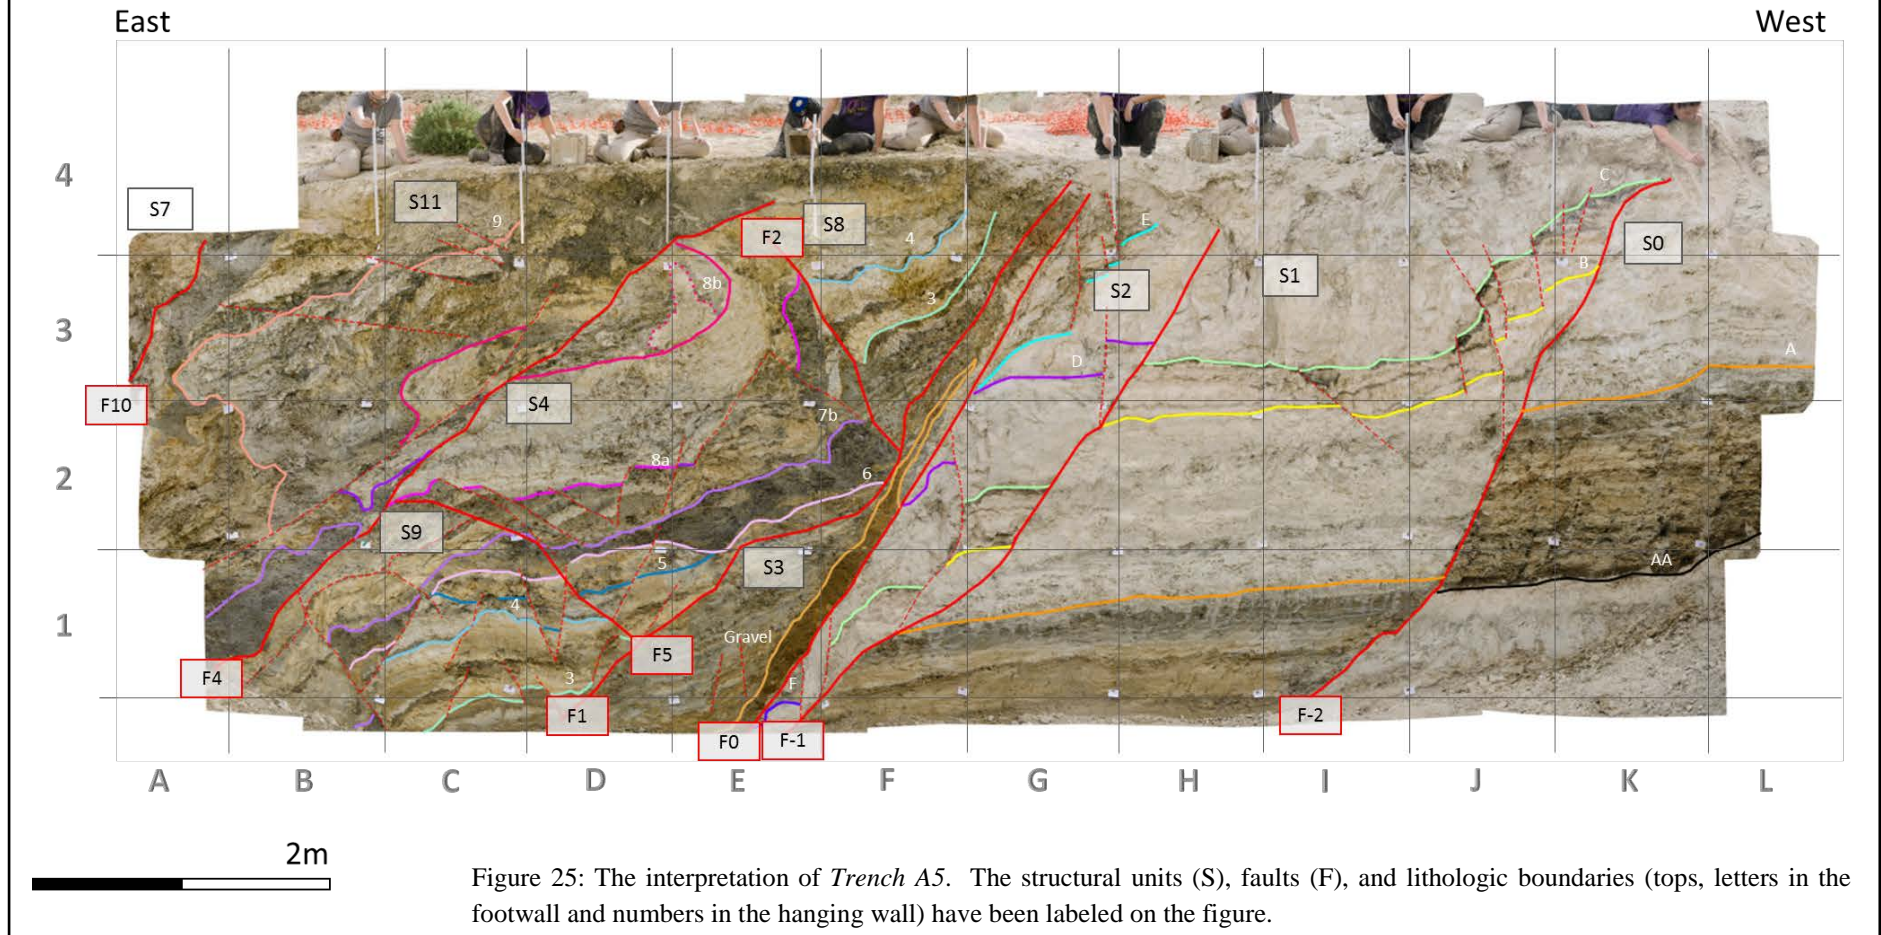 East West
4
S7
S11
9
F2
S8
4
E
C
S0
3
8b
3
S2
S1
B
D
A
F10
S4
7b
2
8a
6
S9
5
S3
AA
4
1
Gravel
F5
F4
3
F
F1
F0
F-1
F-2
A B C D E F G H I J K L
2m
Figure 25: The interpretation of Trench A5. The structural units (S), faults (F), and lithologic boundaries (tops, letters in the
footwall and numbers in the hanging wall) have been labeled on the figure.